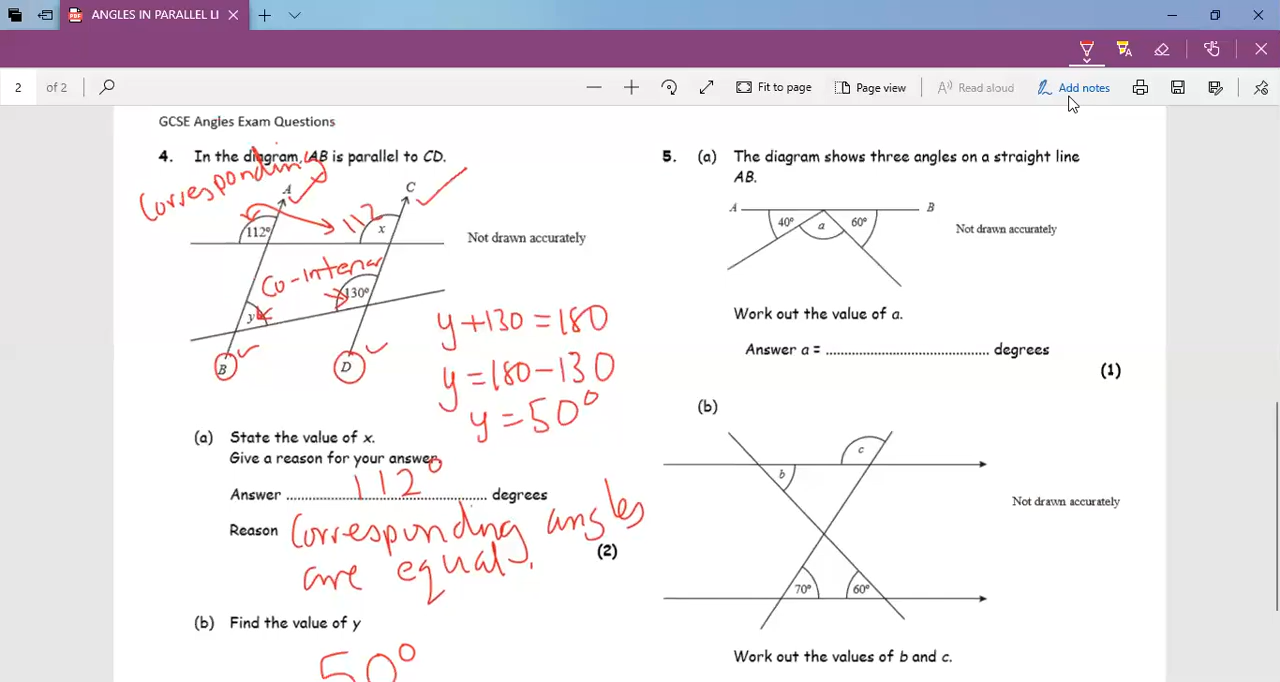 ANGLES IN PARALLEL LI
2 of 2
Fit to page
Page view
Read aloud
Add notes
GCSE Angles Exam Questions
4. In the diagram, AB is parallel to CD.
Corresponding
A
C
112
112°
x
Not drawn accurately
Co-interior
130°
y
B
D
y+130=180
y=180-130
y=50°
(a) State the value of x.
Give a reason for your answer
Answer 112° degrees
Reason Corresponding angles
are equal.
(2)
(b) Find the value of y
50°
5. (a) The diagram shows three angles on a straight line
AB.
A
B
40°
a
60°
Not drawn accurately
Work out the value of a.
Answer a = ............................................. degrees
(1)
(b)
c
b
Not drawn accurately
70°
60°
Work out the values of b and c.